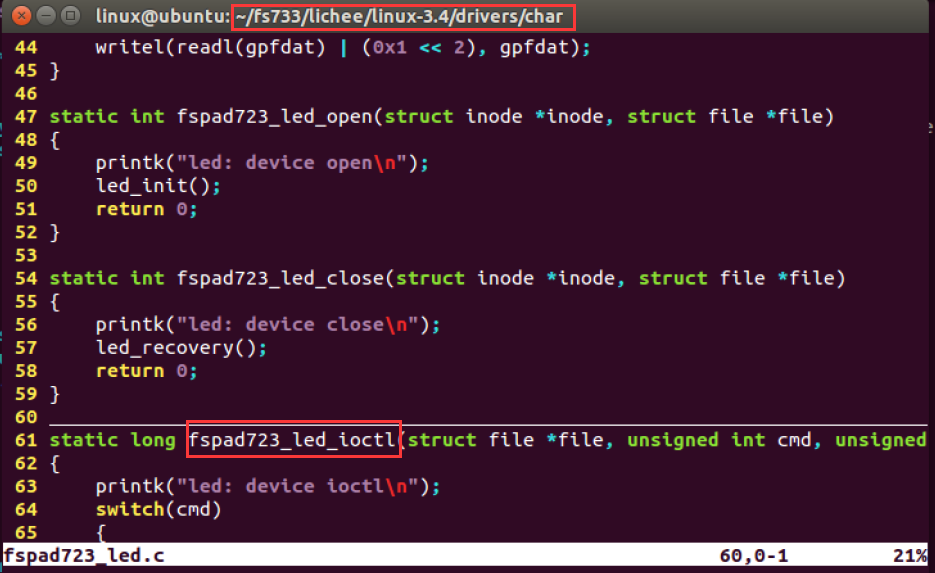 linux@ubuntu: ~/fs733/lichee/linux-3.4/drivers/char
44     writel(readl(gpfdat) | (0x1 << 2), gpfdat);
45 }
46
47 static int fspad723_led_open(struct inode *inode, struct file *file)
48 {
49     printk("led: device open\n");
50     led_init();
51     return 0;
52 }
53
54 static int fspad723_led_close(struct inode *inode, struct file *file)
55 {
56     printk("led: device close\n");
57     led_recovery();
58     return 0;
59 }
60
61 static long fspad723_led_ioctl(struct file *file, unsigned int cmd, unsigned
62 {
63     printk("led: device ioctl\n");
64     switch(cmd)
65     {
fspad723_led.c 60,0-1 21%